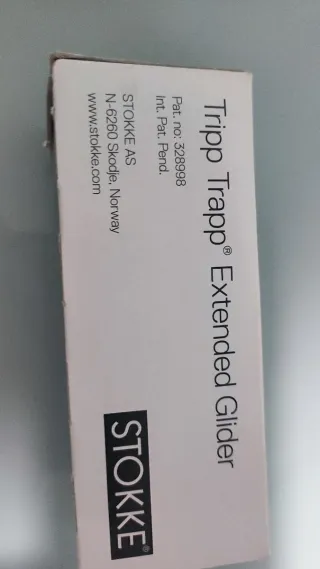 Tripp Trapp® Extended Glider
Pat. no: 328998
Int. Pat. Pend.
STOKKE AS
N-6260 Skodje, Norway
www.stokke.com
STOKKE®